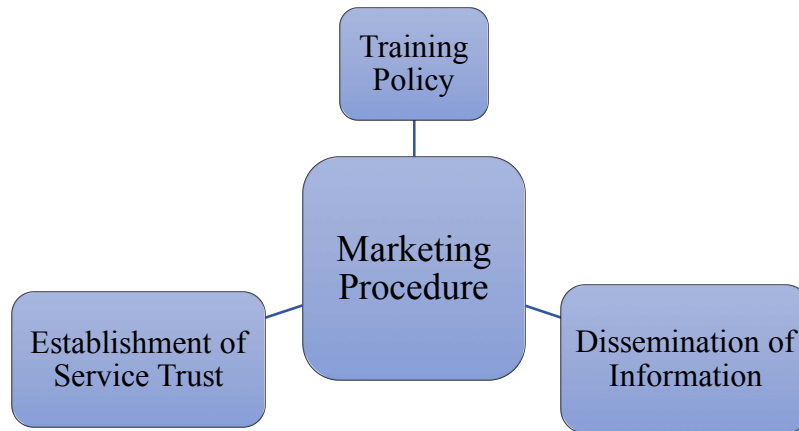 Training
Policy
Marketing
Procedure
Establishment of
Service Trust
Dissemination of
Information